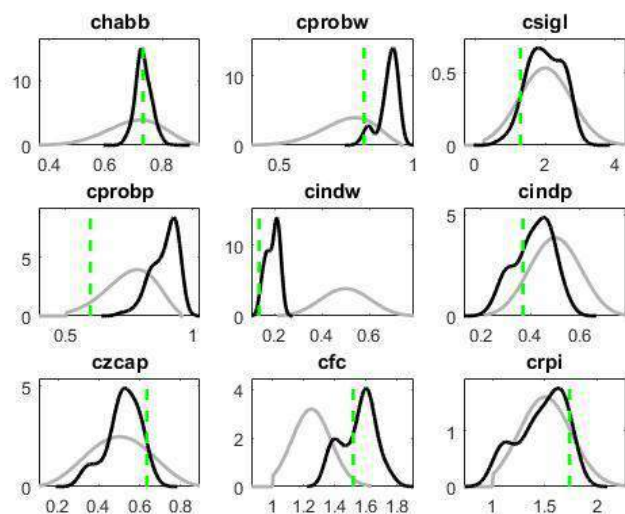 chabb cprobw csigl
10 10 0.5
0 0 0
0.4 0.6 0.8 0.5 1 0 2 4
cprobp cindw cindp
5 10 5
0 0 0
0.5 1 0.2 0.4 0.6 0.2 0.4 0.6
czcap cfc crpi
5 4 1
2
0 0 0
0.2 0.4 0.6 0.8 1 1.2 1.4 1.6 1.8 1 1.5 2